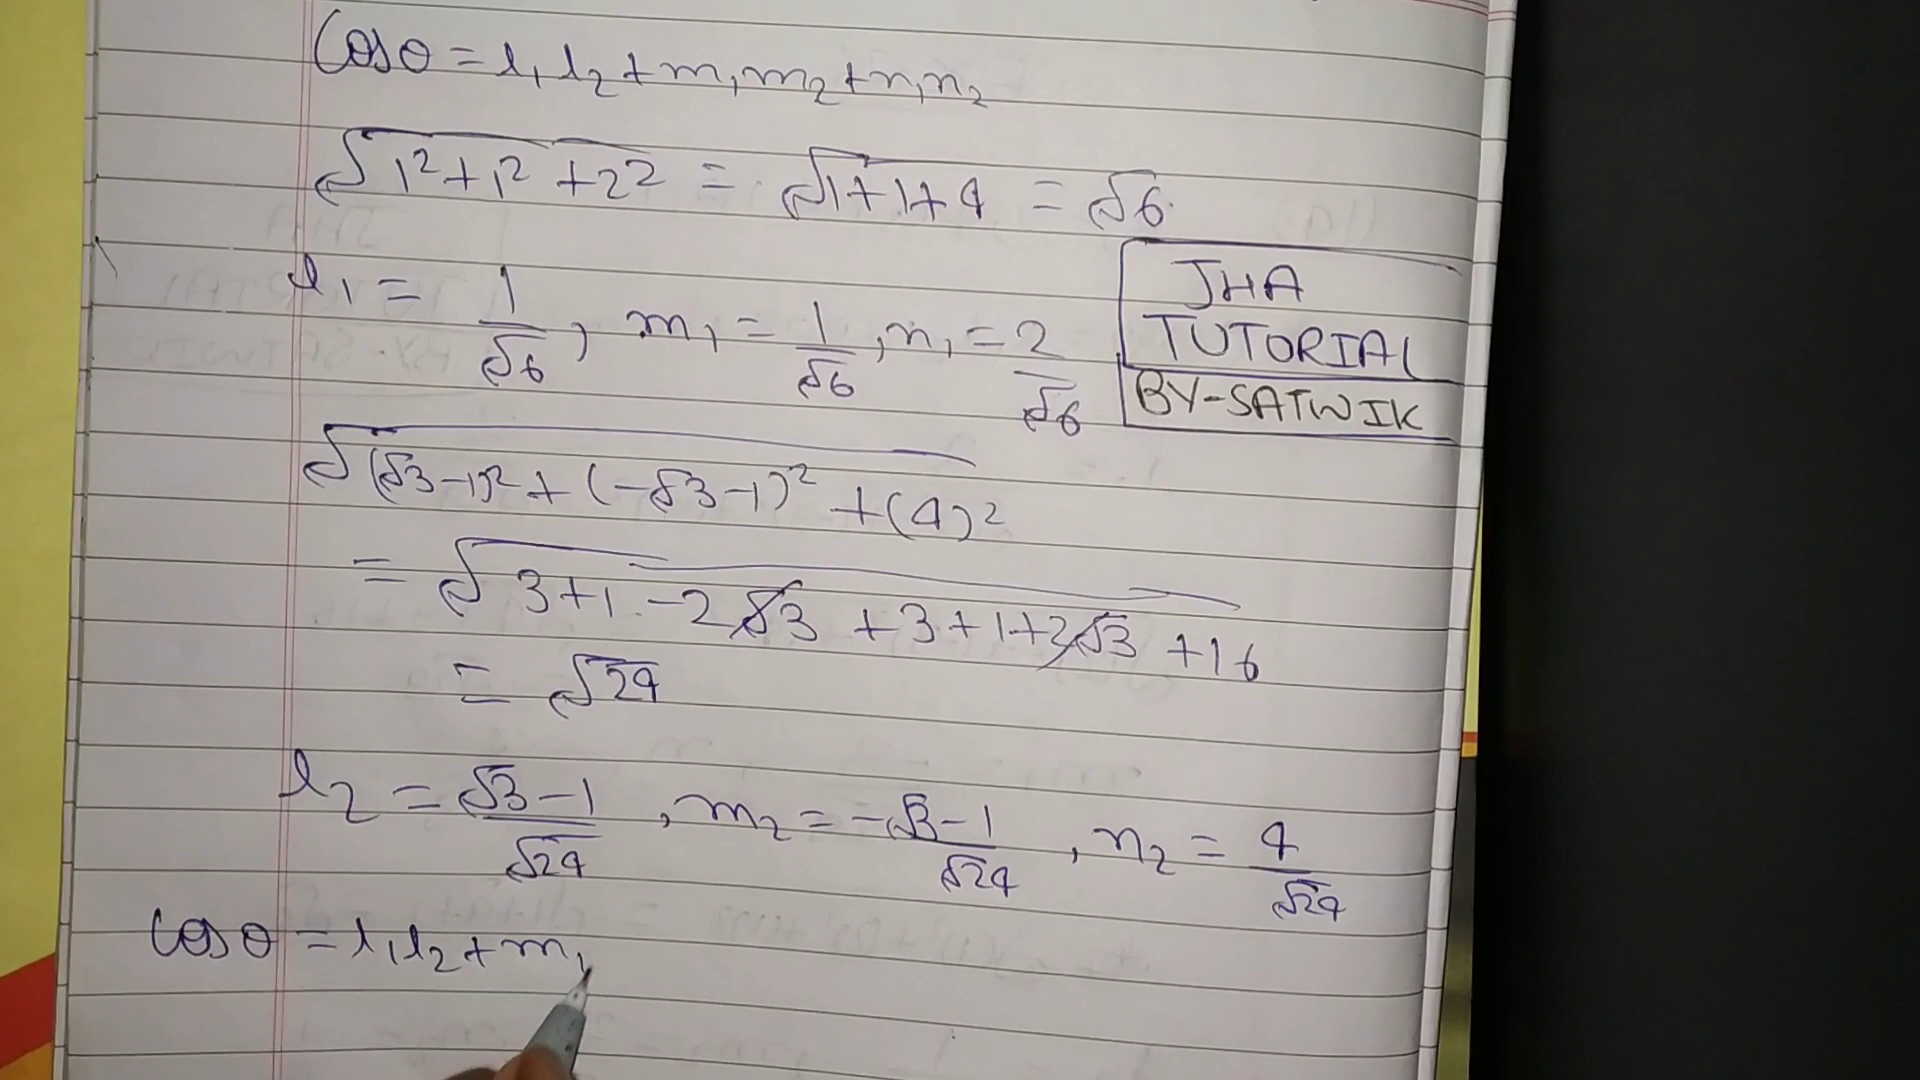 Cosθ = l₁l₂ + m₁m₂ + n₁n₂
√1²+1²+2² = √1+1+4 = √6
l₁ = 1/√6, m₁ = 1/√6, n₁ = 2/√6
JHA
TUTORIAL
BY-SATWIK
√(√3-1)² + (-√3-1)² + (4)²
= √3+1-2√3+3+1+2√3+16
= √24
l₂ = √3-1/√24, m₂ = -√3-1/√24, n₂ = 4/√24
Cosθ = l₁l₂ + m₁